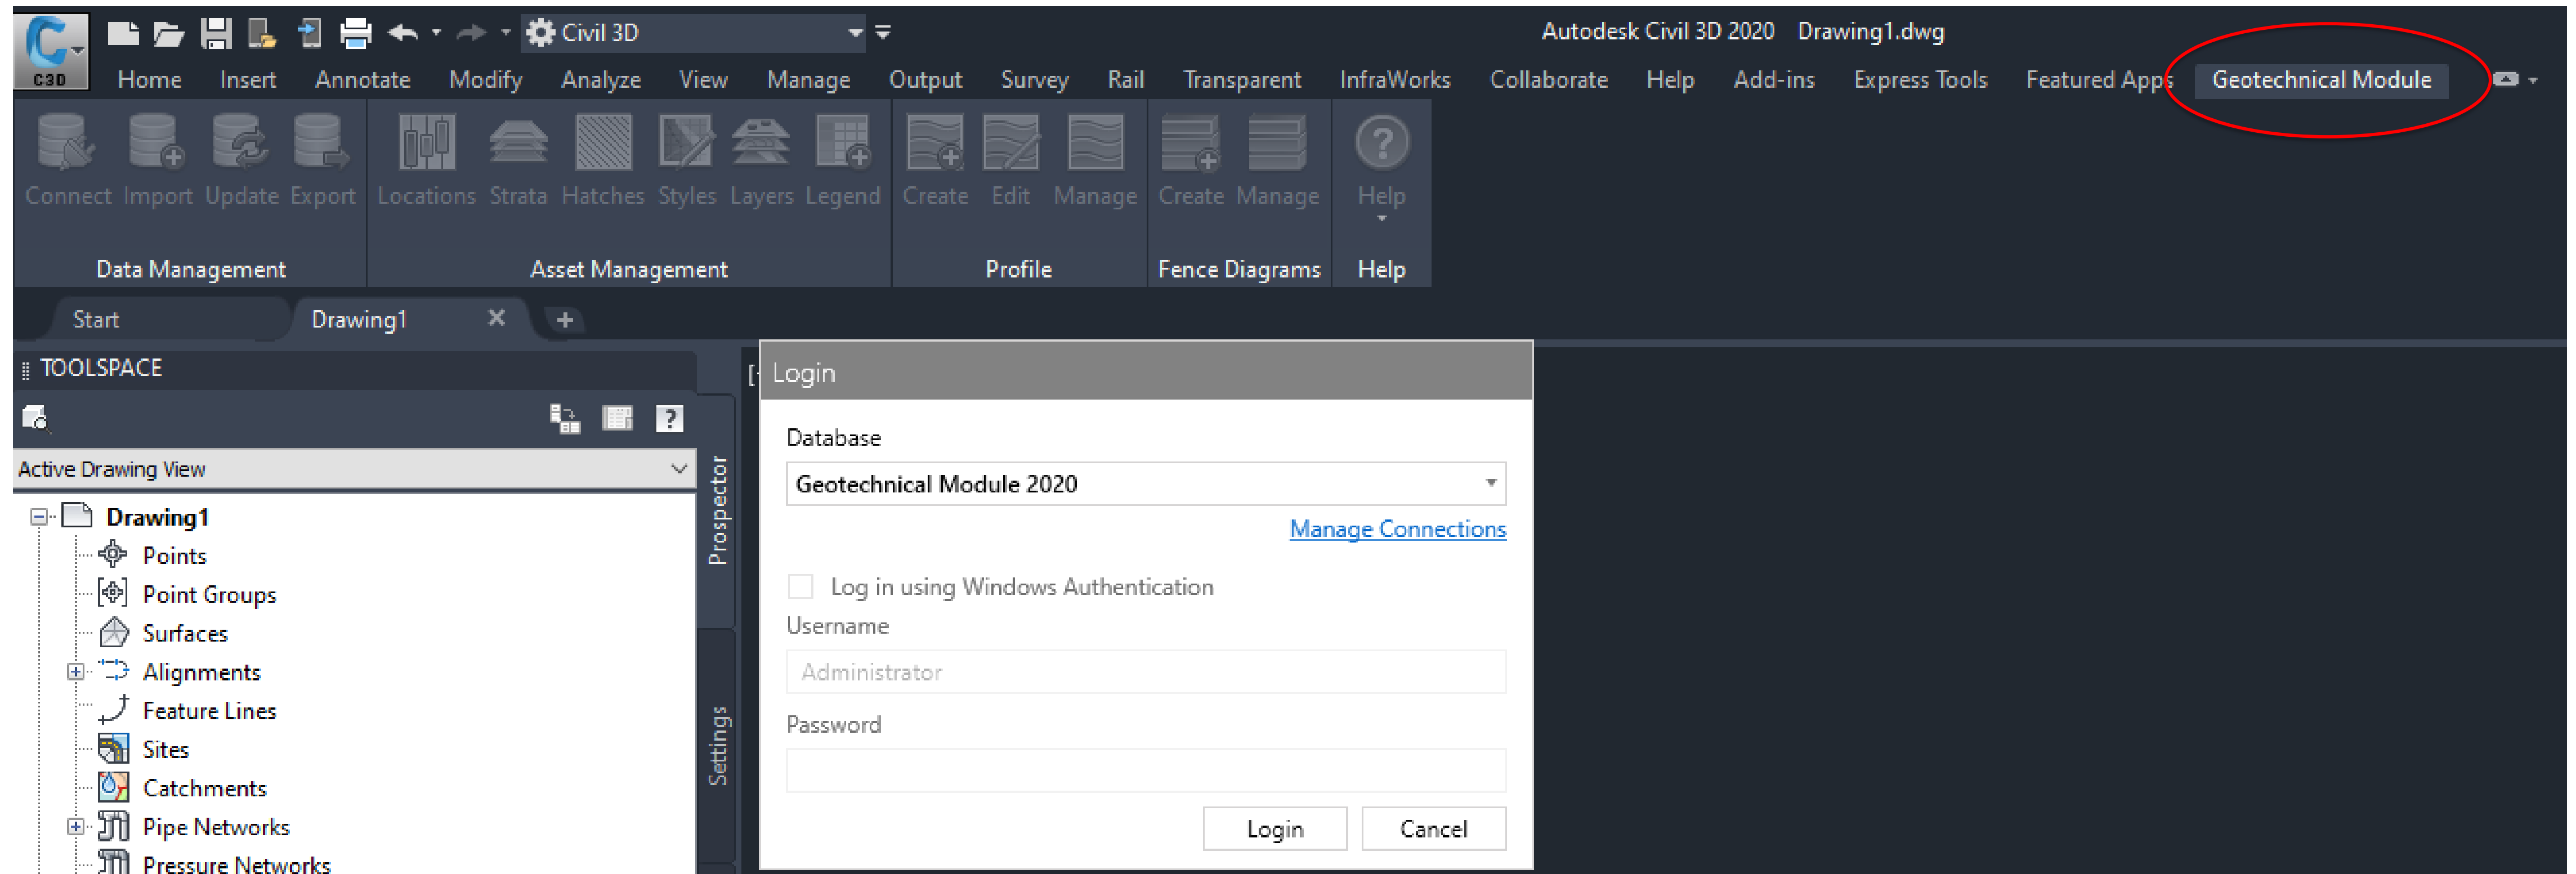 Civil 3D
Autodesk Civil 3D 2020 Drawing1.dwg
C3D
Home Insert Annotate Modify Analyze View Manage Output Survey Rail Transparent InfraWorks Collaborate Help Add-ins Express Tools Featured Apps Geotechnical Module
Connect Import Update Export Locations Strata Hatches Styles Layers Legend Create Edit Manage Create Manage Help
Data Management Asset Management Profile Fence Diagrams Help
Start Drawing1
TOOLSPACE
Active Drawing View
Drawing1
Points
Point Groups
Surfaces
Alignments
Feature Lines
Sites
Catchments
Pipe Networks
Pressure Networks
Prospector
Settings
Login
Database
Geotechnical Module 2020
Manage Connections
Log in using Windows Authentication
Username
Administrator
Password
Login Cancel